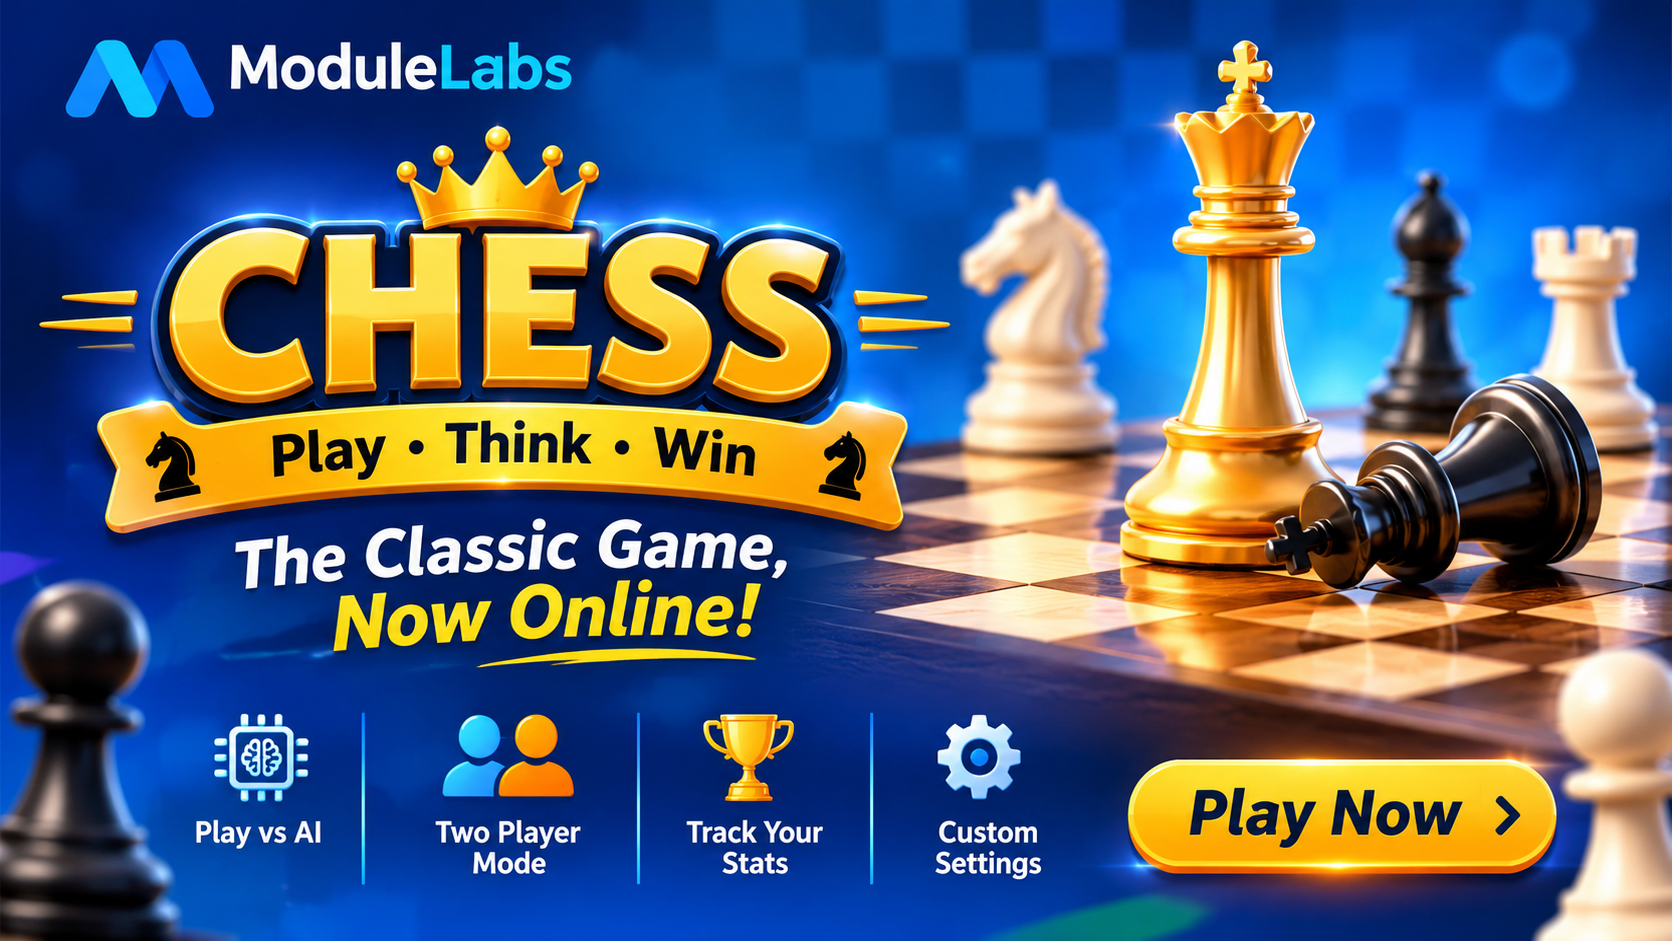 ModuleLabs
CHESS
Play • Think • Win
The Classic Game,
Now Online!
Play vs AI
Two Player
Mode
Track Your
Stats
Custom
Settings
Play Now